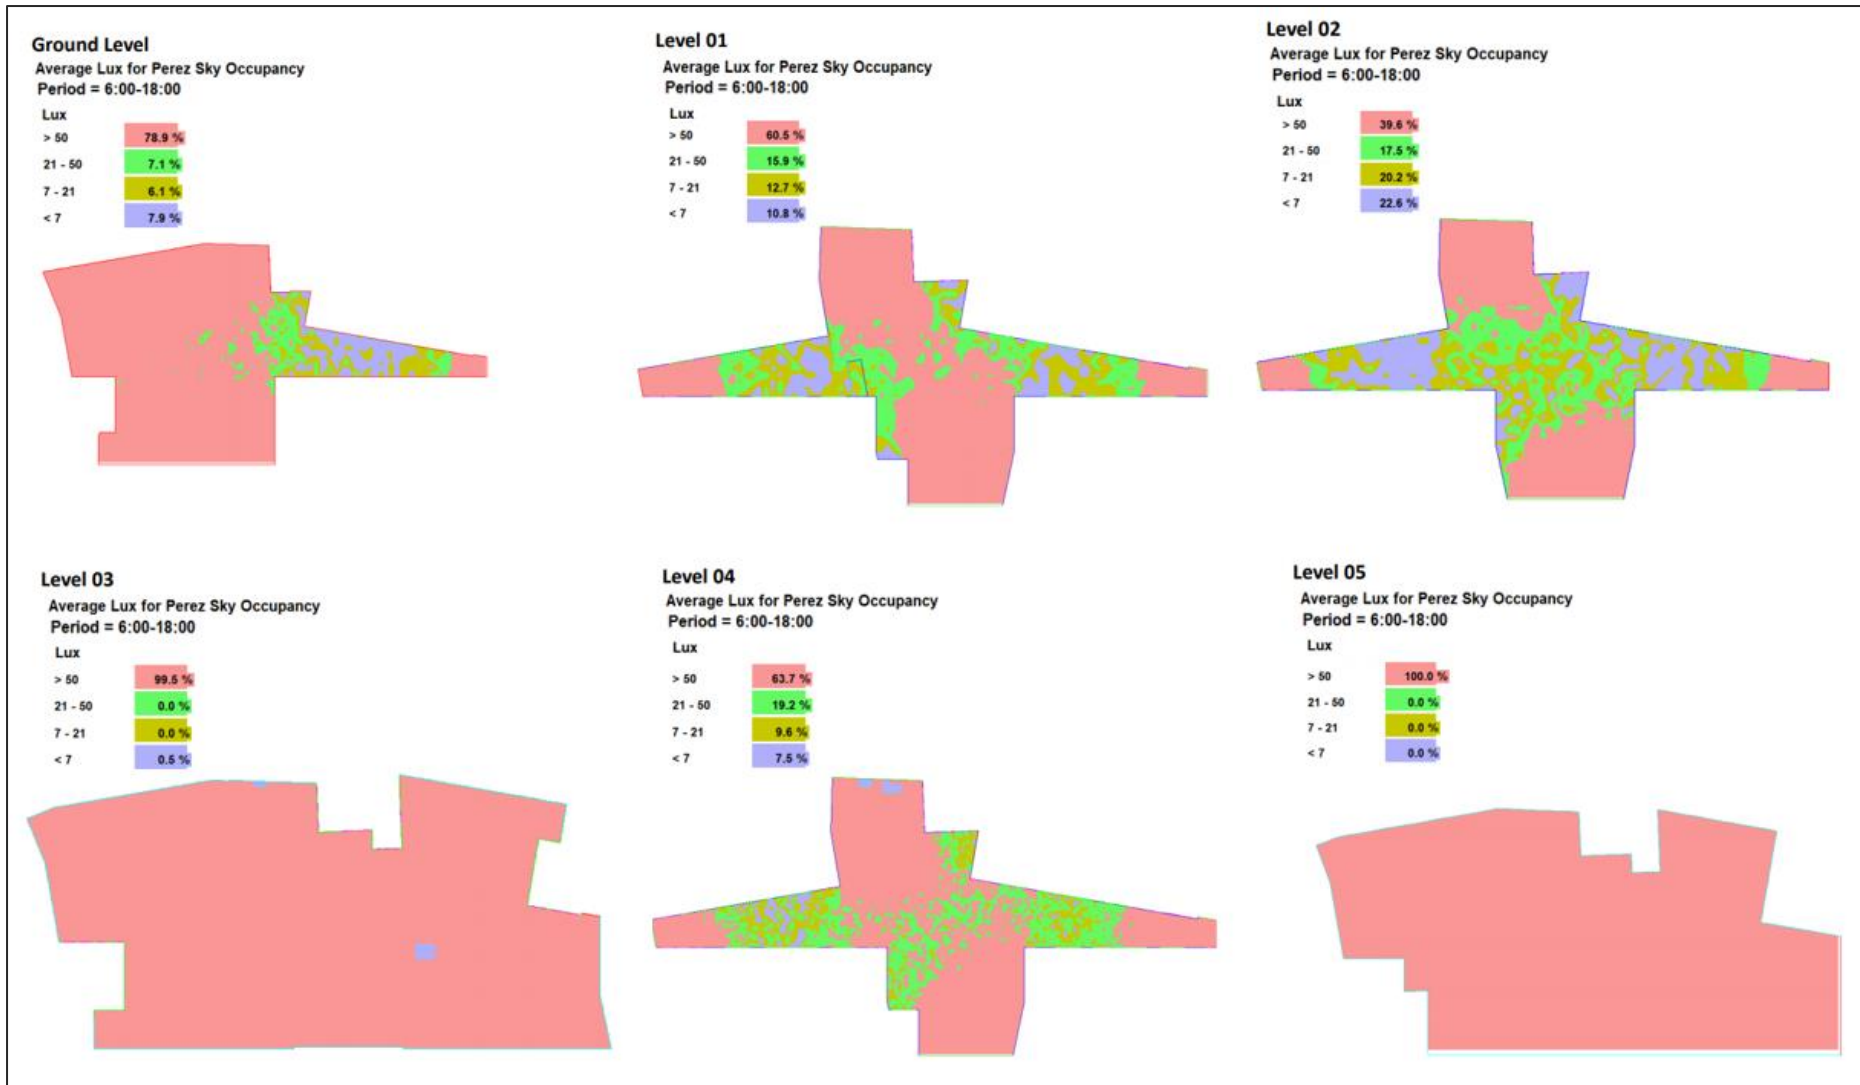 Ground Level
Average Lux for Perez Sky Occupancy
Period = 6:00-18:00
Lux
> 50 78.9 %
21 - 50 7.1 %
7 - 21 6.1 %
< 7 7.9 %
Level 01
Average Lux for Perez Sky Occupancy
Period = 6:00-18:00
Lux
> 50 60.5 %
21 - 50 15.9 %
7 - 21 12.7 %
< 7 10.8 %
Level 02
Average Lux for Perez Sky Occupancy
Period = 6:00-18:00
Lux
> 50 39.6 %
21 - 50 17.5 %
7 - 21 20.2 %
< 7 22.6 %
Level 03
Average Lux for Perez Sky Occupancy
Period = 6:00-18:00
Lux
> 50 99.5 %
21 - 50 0.0 %
7 - 21 0.0 %
< 7 0.5 %
Level 04
Average Lux for Perez Sky Occupancy
Period = 6:00-18:00
Lux
> 50 63.7 %
21 - 50 19.2 %
7 - 21 9.6 %
< 7 7.5 %
Level 05
Average Lux for Perez Sky Occupancy
Period = 6:00-18:00
Lux
> 50 100.0 %
21 - 50 0.0 %
7 - 21 0.0 %
< 7 0.0 %